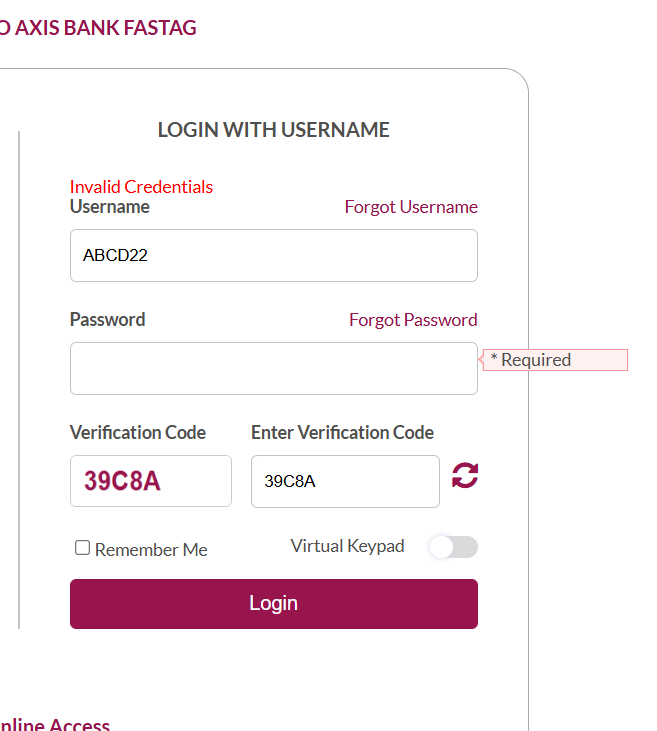 O AXIS BANK FASTAG
LOGIN WITH USERNAME
Invalid Credentials
Username Forgot Username
ABCD22
Password Forgot Password
* Required
Verification Code Enter Verification Code
39C8A 39C8A
Remember Me Virtual Keypad
Login
nline Access